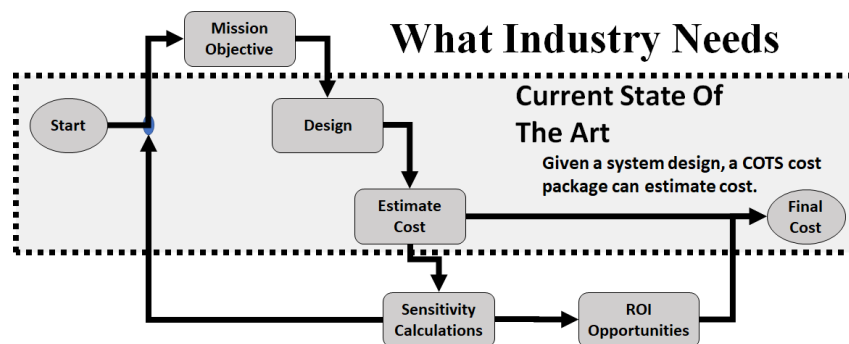 What Industry Needs
Mission
Objective
Current State Of
The Art
Given a system design, a COTS cost
package can estimate cost.
Start
Design
Estimate
Cost
Final
Cost
Sensitivity
Calculations
ROI
Opportunities